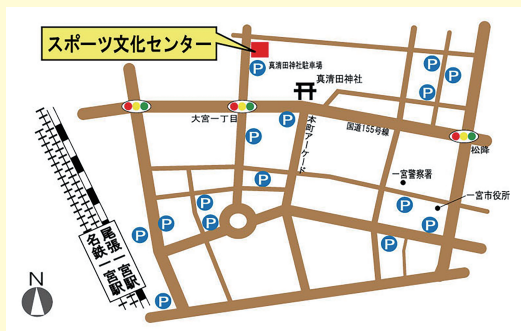 スポーツ文化センター
P
真清田神社駐車場
P
P
P
真清田神社
P
大宮一丁目
P
P
本町アーケード
国道155号線
松降
一宮警察署
一宮市役所
P
P
P
P
P
P
P
尾張一宮駅
名鉄一宮駅
P
N